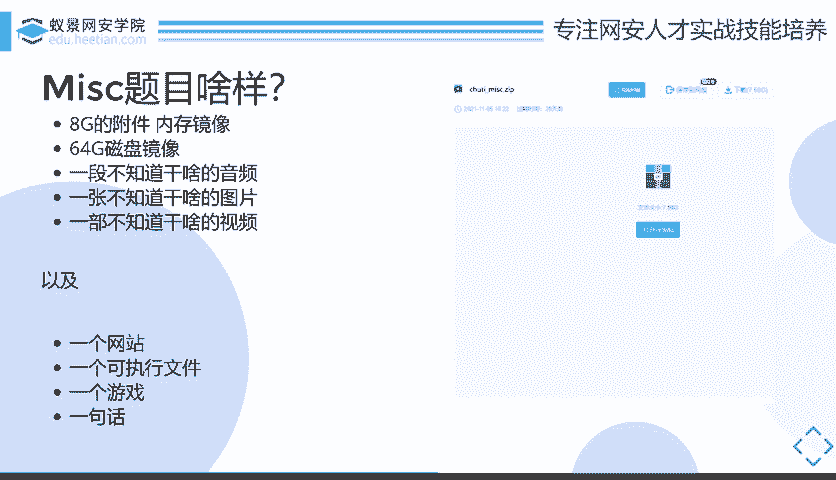 蚁景网安学院
edu.heetian.com
专注网安人才实战技能培养
Misc题目啥样？
8G的附件 内存镜像
64G磁盘镜像
一段不知道干啥的音频
一张不知道干啥的图片
一部不知道干啥的视频
以及
一个网站
一个可执行文件
一个游戏
一句话
chuti_misc.zip